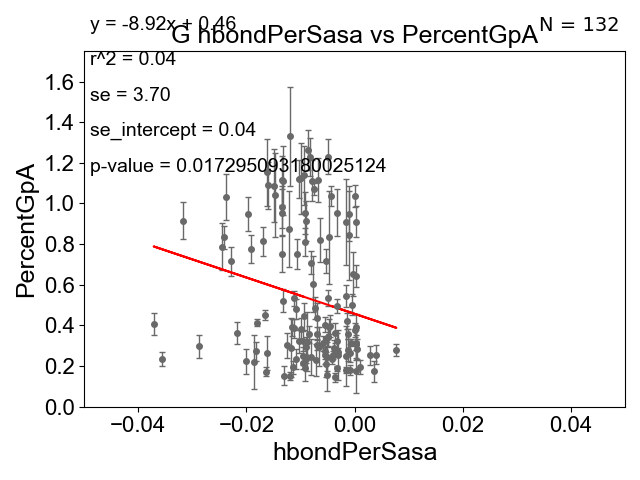 y = -8.92x + 0.46
N = 132
G hbondPerSasa vs PercentGpA
r^2 = 0.04
se = 3.70
se_intercept = 0.04
p-value = 0.017295093180025124
PercentGpA
1.6
1.4
1.2
1.0
0.8
0.6
0.4
0.2
0.0
−0.04
−0.02
0.00
0.02
0.04
hbondPerSasa